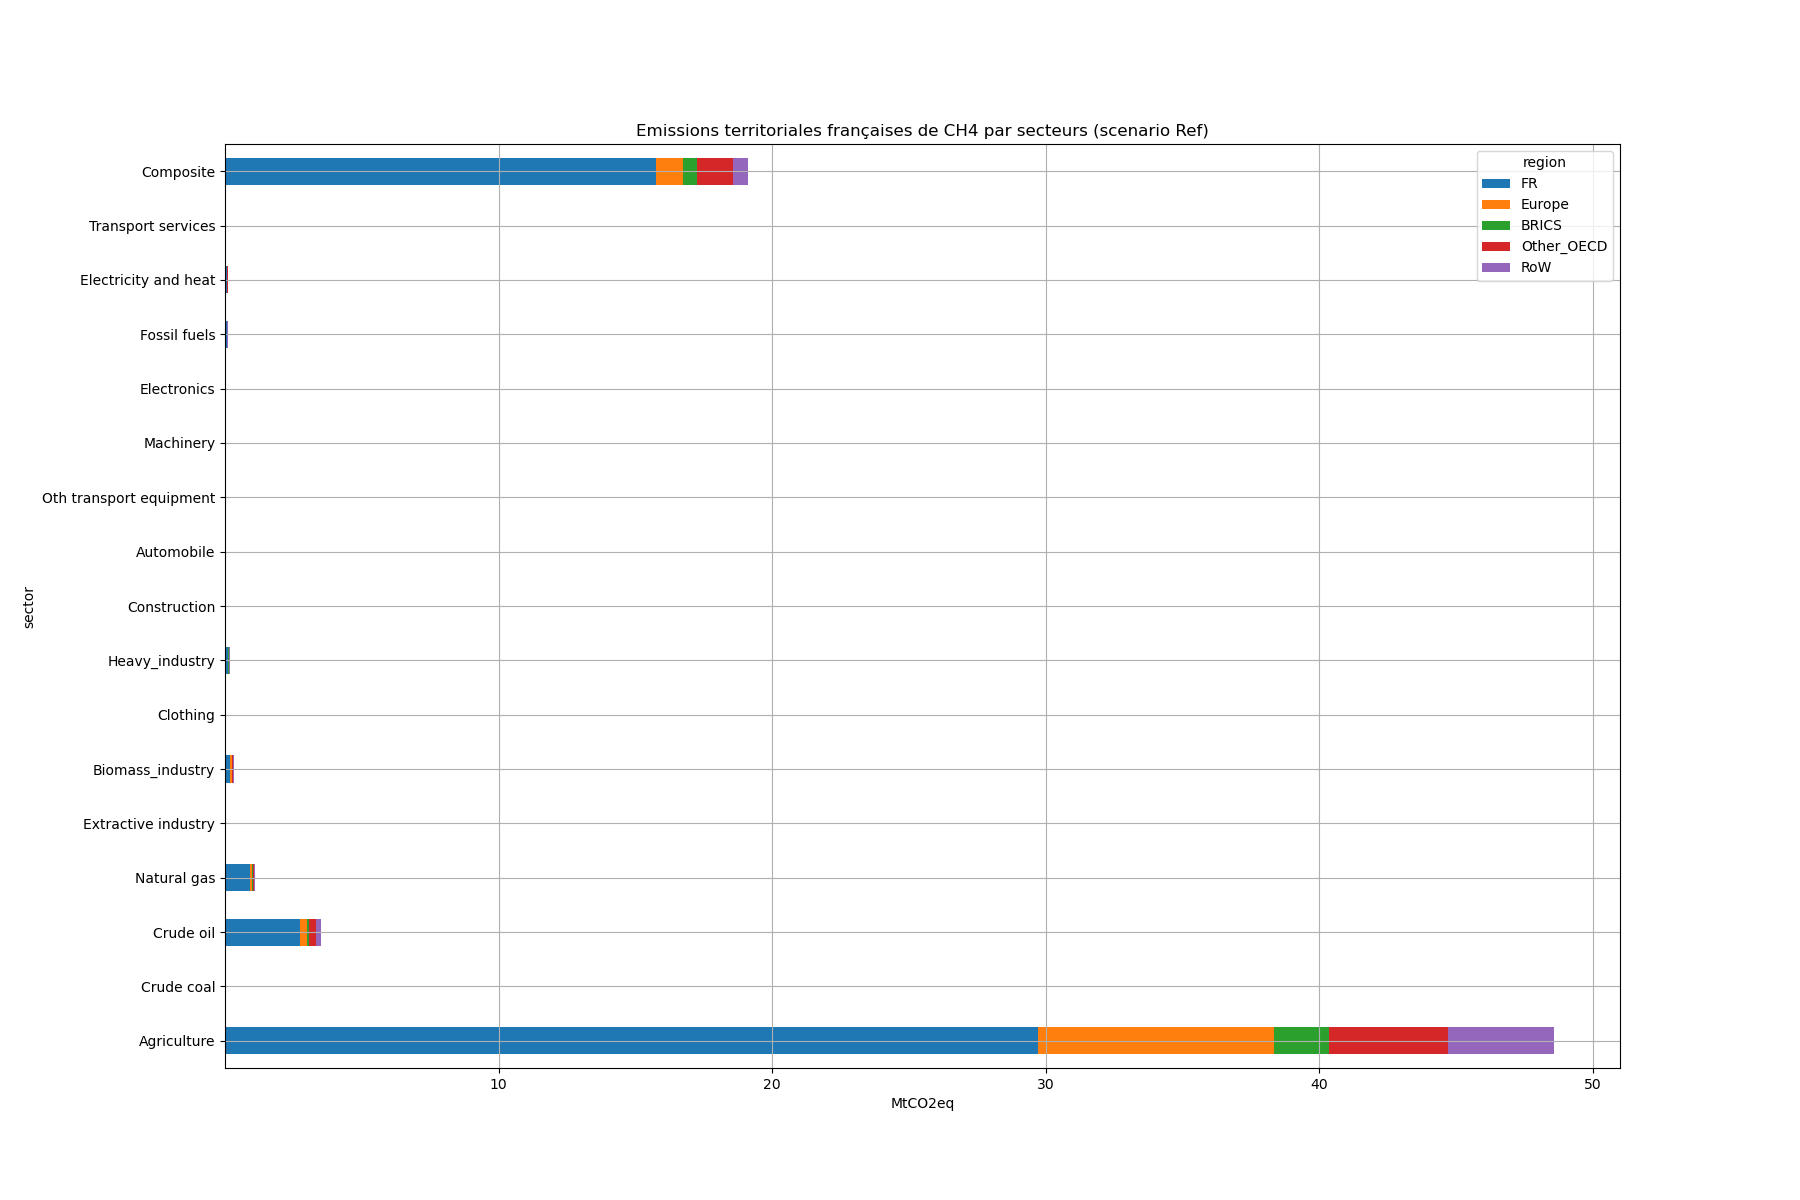 Emissions territoriales françaises de CH4 par secteurs (scenario Ref)
region
FR
Europe
BRICS
Other_OECD
RoW
sector
Composite
Transport services
Electricity and heat
Fossil fuels
Electronics
Machinery
Oth transport equipment
Automobile
Construction
Heavy_industry
Clothing
Biomass_industry
Extractive industry
Natural gas
Crude oil
Crude coal
Agriculture
10 20 30 40 50
MtCO2eq